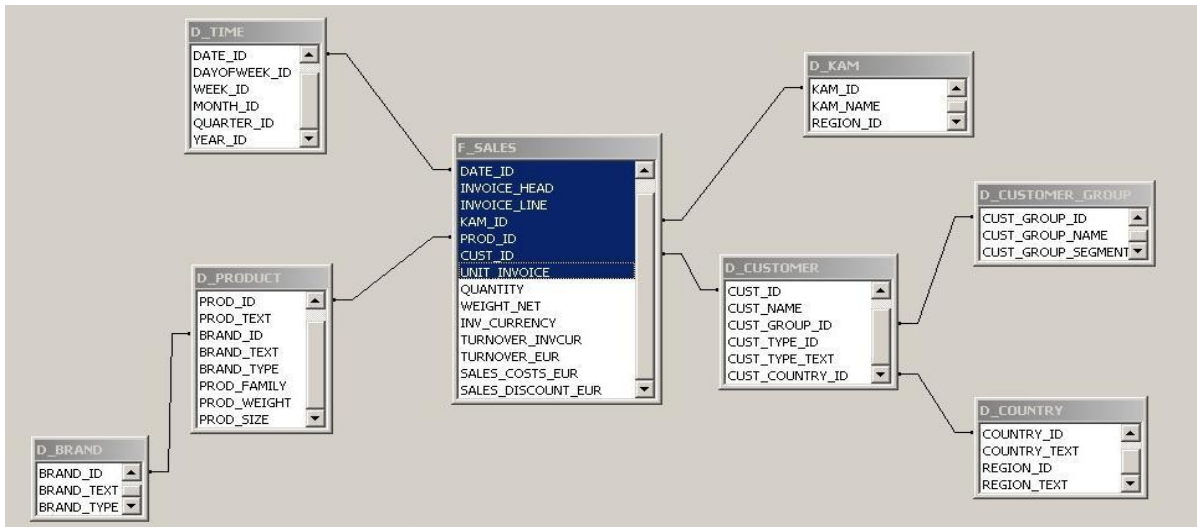 D_TIME
DATE_ID
DAYOFWEEK_ID
WEEK_ID
MONTH_ID
QUARTER_ID
YEAR_ID
D_KAM
KAM_ID
KAM_NAME
REGION_ID
F_SALES
DATE_ID
INVOICE_HEAD
INVOICE_LINE
KAM_ID
PROD_ID
CUST_ID
UNIT_INVOICE
QUANTITY
WEIGHT_NET
INV_CURRENCY
TURNOVER_INVCUR
TURNOVER_EUR
SALES_COSTS_EUR
SALES_DISCOUNT_EUR
D_CUSTOMER_GROUP
CUST_GROUP_ID
CUST_GROUP_NAME
CUST_GROUP_SEGMENT
D_PRODUCT
PROD_ID
PROD_TEXT
BRAND_ID
BRAND_TEXT
BRAND_TYPE
PROD_FAMILY
PROD_WEIGHT
PROD_SIZE
D_CUSTOMER
CUST_ID
CUST_NAME
CUST_GROUP_ID
CUST_TYPE_ID
CUST_TYPE_TEXT
CUST_COUNTRY_ID
D_COUNTRY
COUNTRY_ID
COUNTRY_TEXT
REGION_ID
REGION_TEXT
D_BRAND
BRAND_ID
BRAND_TEXT
BRAND_TYPE